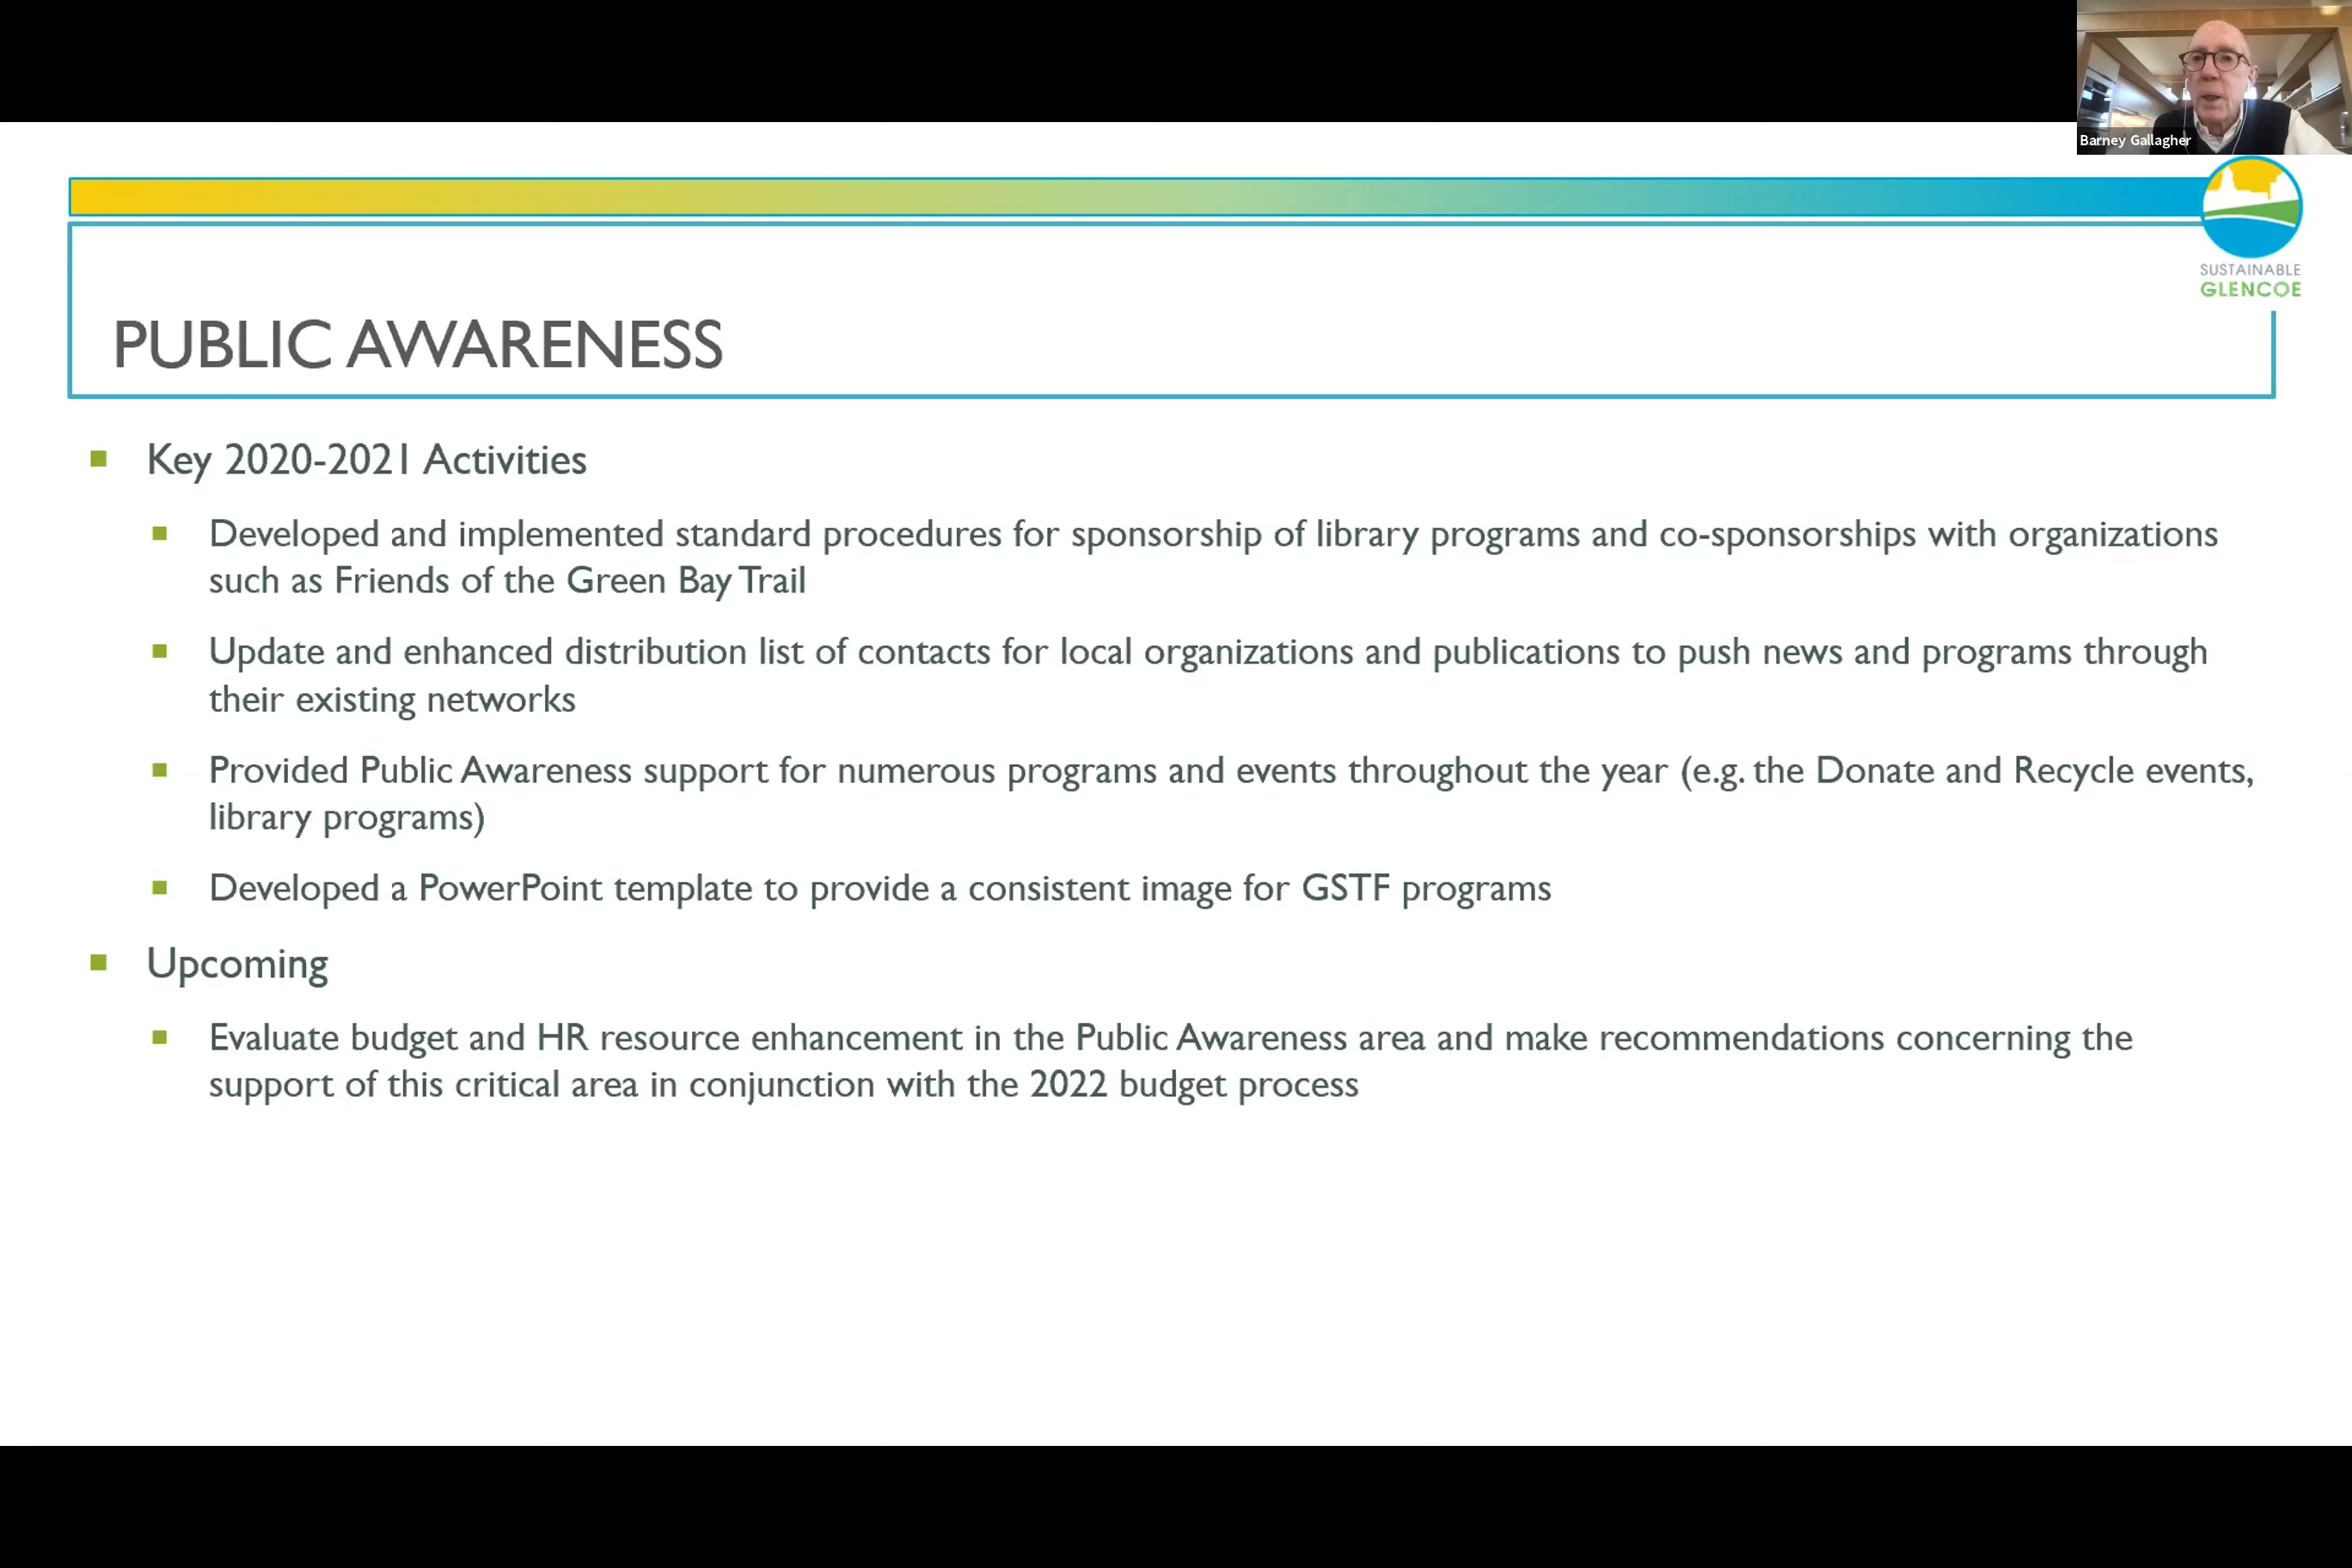 Barney Gallagher
SUSTAINABLE
GLENCOE
PUBLIC AWARENESS
Key 2020-2021 Activities
Developed and implemented standard procedures for sponsorship of library programs and co-sponsorships with organizations
such as Friends of the Green Bay Trail
Update and enhanced distribution list of contacts for local organizations and publications to push news and programs through
their existing networks
Provided Public Awareness support for numerous programs and events throughout the year (e.g. the Donate and Recycle events,
library programs)
Developed a PowerPoint template to provide a consistent image for GSTF programs
Upcoming
Evaluate budget and HR resource enhancement in the Public Awareness area and make recommendations concerning the
support of this critical area in conjunction with the 2022 budget process